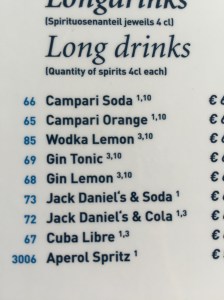 Longdrinks
(Spirituosenanteil jeweils 4 cl)
Long drinks
(Quantity of spirits 4cl each)
66 Campari Soda 1,10 €
65 Campari Orange 1,10 €
85 Wodka Lemon 3,10 €
69 Gin Tonic 3,10 €
68 Gin Lemon 3,10 €
73 Jack Daniel's & Soda 1 €
72 Jack Daniel's & Cola 1,3 €
67 Cuba Libre 1,3 €
3006 Aperol Spritz 1 €